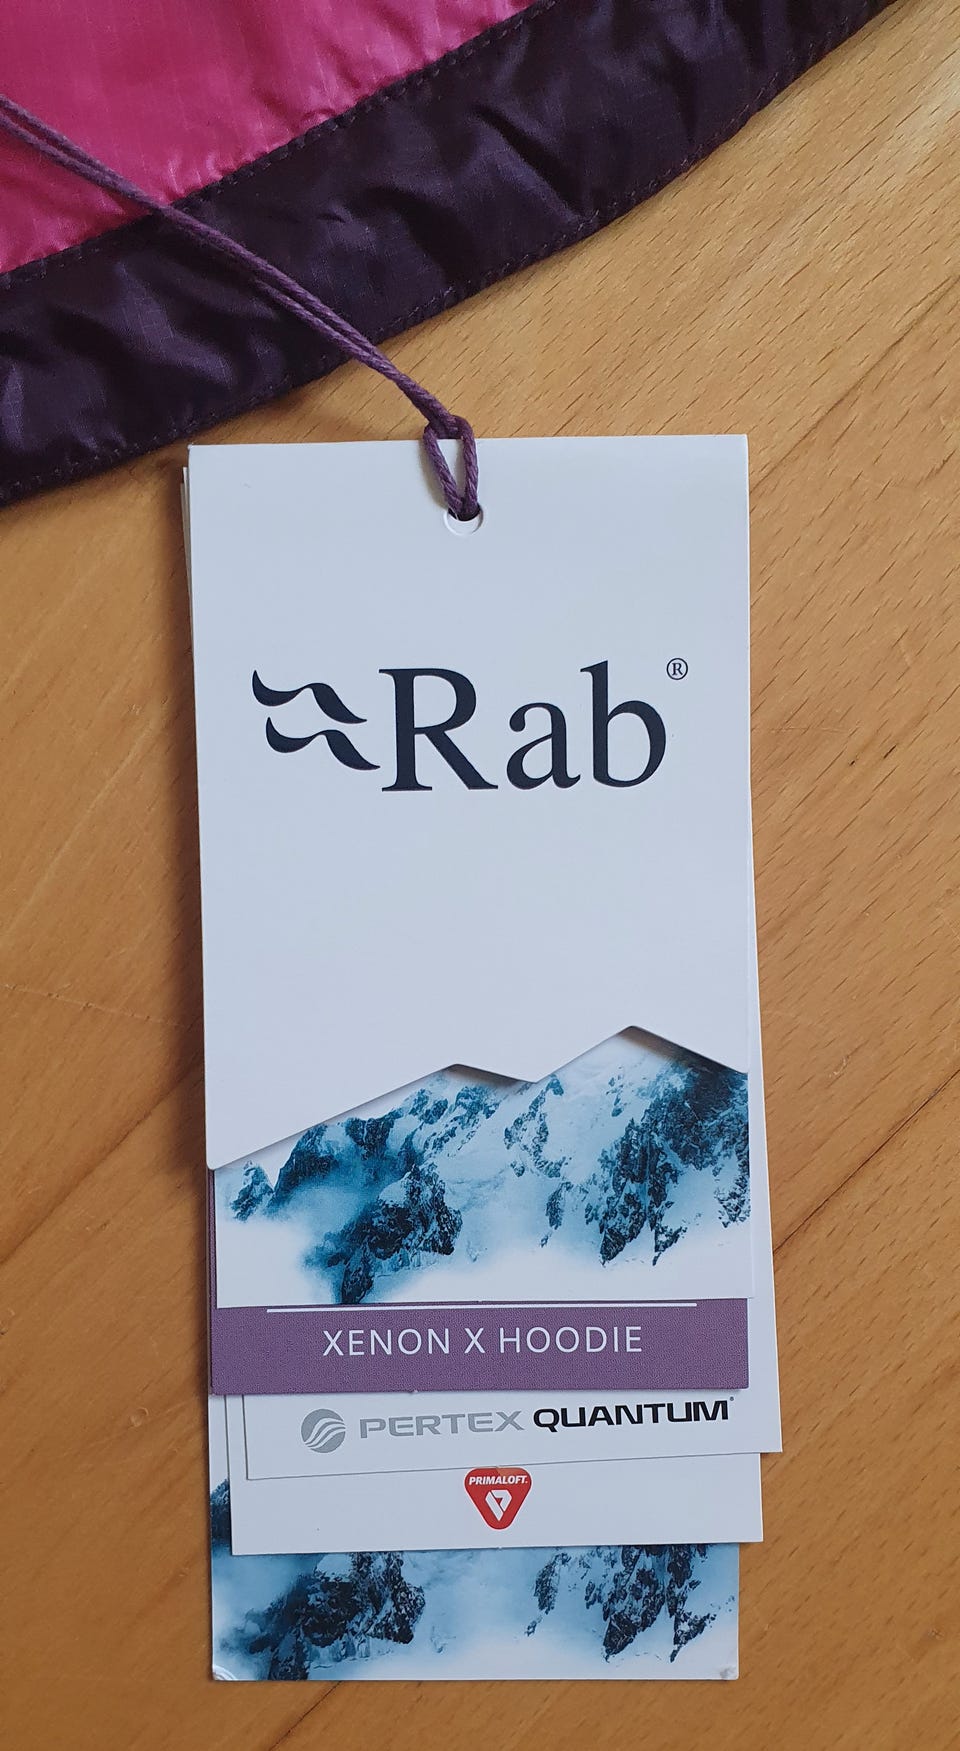 Rab®
XENON X HOODIE
PERTEX QUANTUM®
PRIMALOFT®